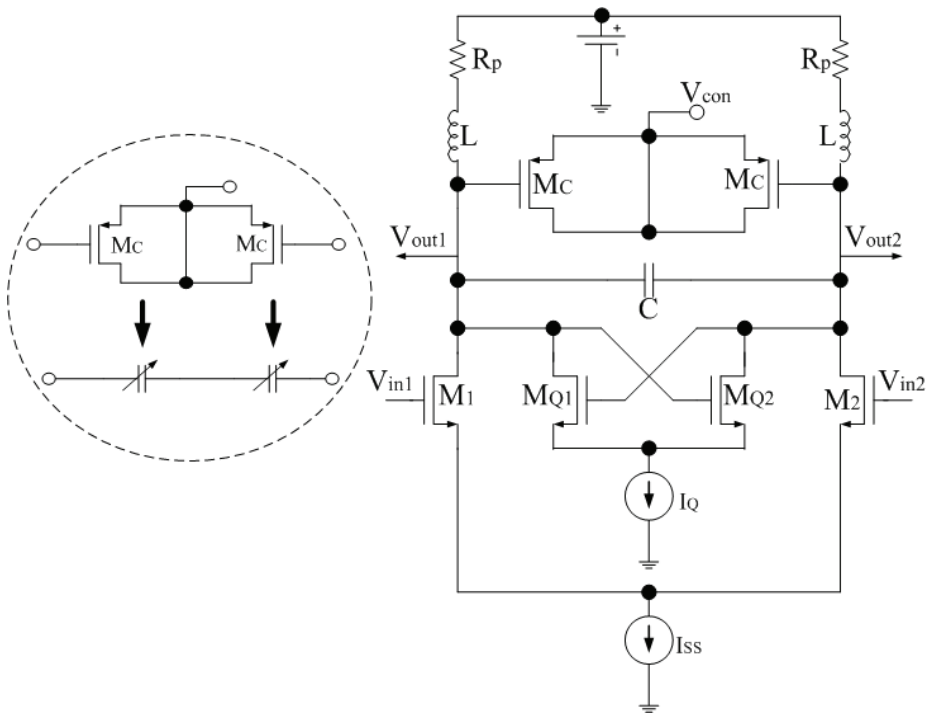 Rp
+
-
Rp
Vcon
L
L
MC
MC
MC
MC
Vout1
Vout2
C
Vin1
M1
MQ1
MQ2
M2
Vin2
IQ
ISS